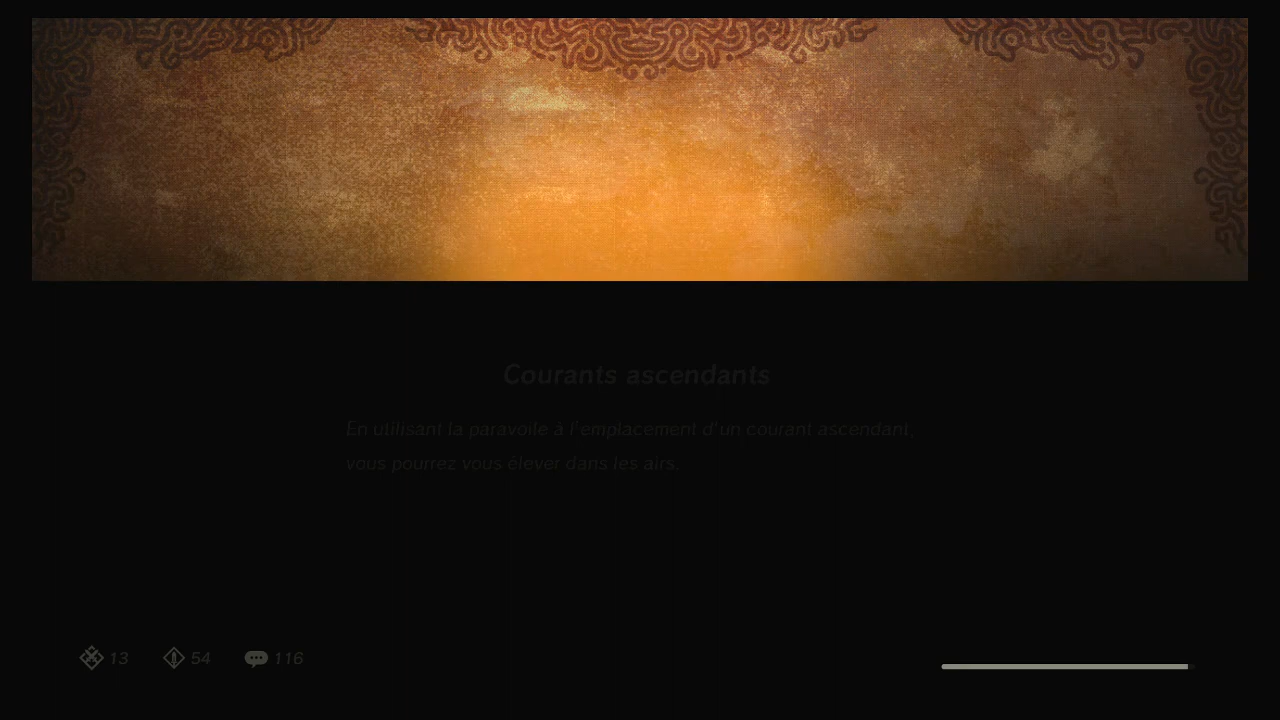 Courants ascendants
En utilisant la paravoile à l'emplacement d'un courant ascendant,
vous pourrez vous élever dans les airs.
13 54 116